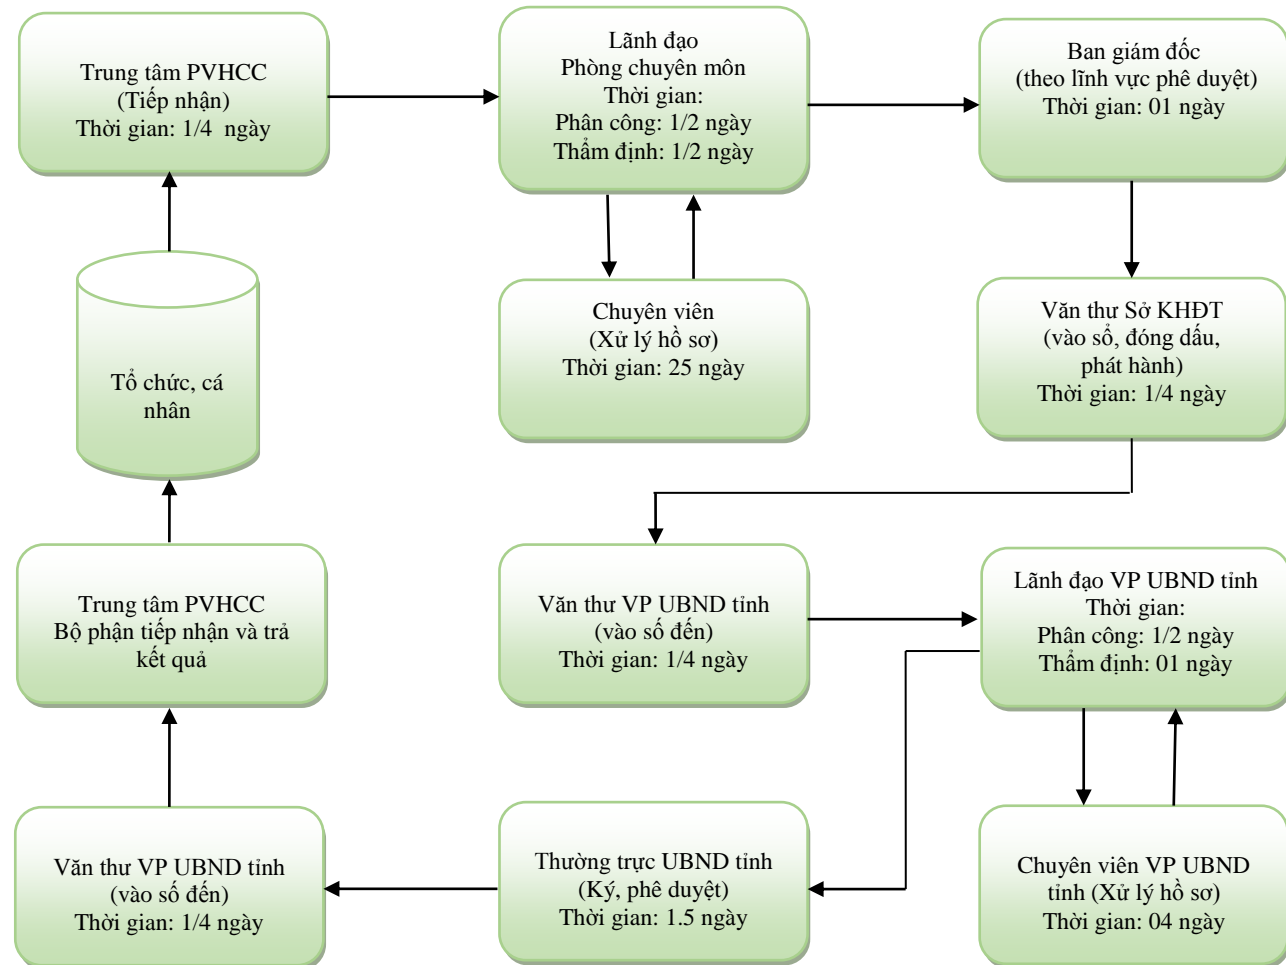 Trung tâm PVHCC
(Tiếp nhận)
Thời gian: 1/4 ngày
Lãnh đạo
Phòng chuyên môn
Thời gian:
Phân công: 1/2 ngày
Thẩm định: 1/2 ngày
Ban giám đốc
(theo lĩnh vực phê duyệt)
Thời gian: 01 ngày
Tổ chức, cá
nhân
Chuyên viên
(Xử lý hồ sơ)
Thời gian: 25 ngày
Văn thư Sở KHĐT
(vào sổ, đóng dấu,
phát hành)
Thời gian: 1/4 ngày
Trung tâm PVHCC
Bộ phận tiếp nhận và trả
kết quả
Văn thư VP UBND tỉnh
(vào số đến)
Thời gian: 1/4 ngày
Lãnh đạo VP UBND tỉnh
Thời gian:
Phân công: 1/2 ngày
Thẩm định: 01 ngày
Văn thư VP UBND tỉnh
(vào số đến)
Thời gian: 1/4 ngày
Thường trực UBND tỉnh
(Ký, phê duyệt)
Thời gian: 1.5 ngày
Chuyên viên VP UBND
tỉnh (Xử lý hồ sơ)
Thời gian: 04 ngày